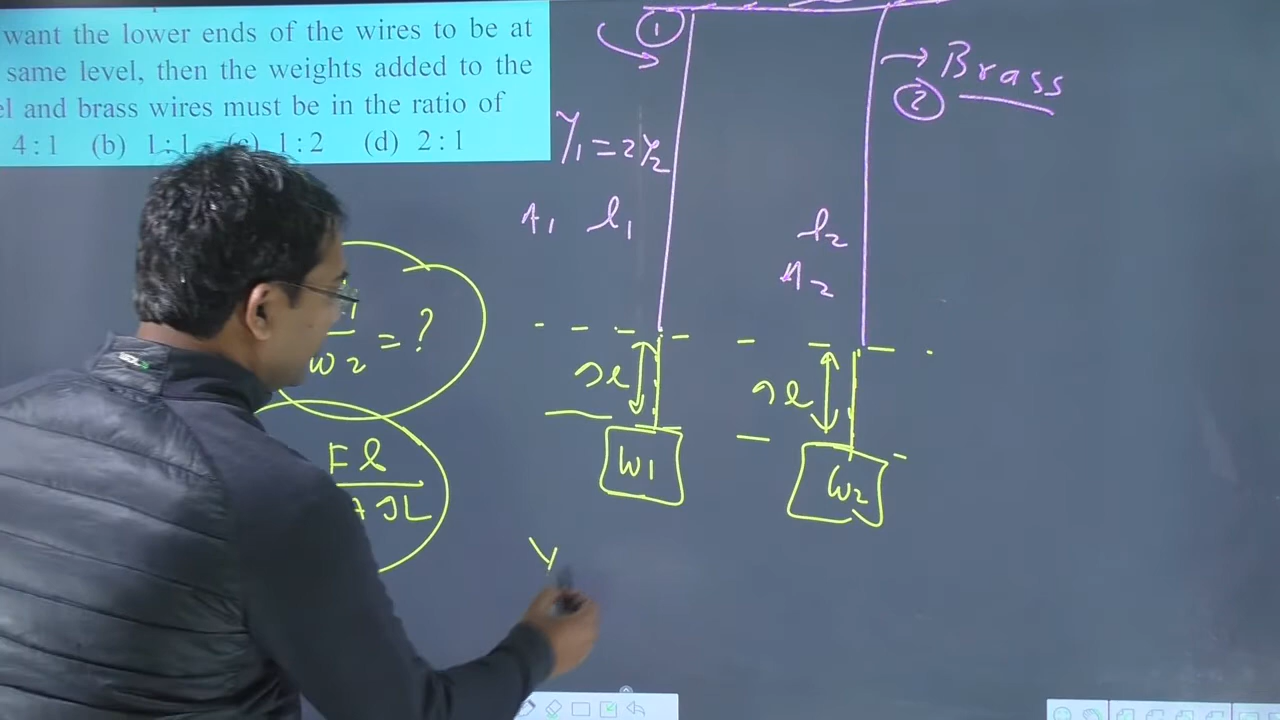 want the lower ends of the wires to be at
same level, then the weights added to the
el and brass wires must be in the ratio of
4 : 1 (b) 1 : 1 (c) 1 : 2 (d) 2 : 1
1
→ Brass
2
Y₁ = 2Y₂
A₁ l₁
l₂
A₂
w₂ = ?
Fl
A
L
W₁
W₂
Y